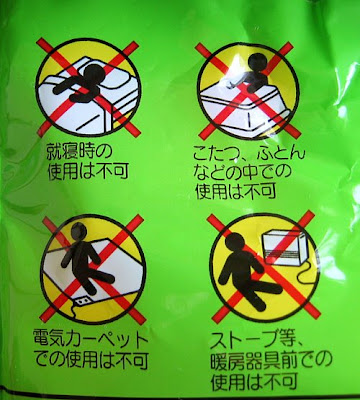 就寝時の
使用は不可
こたつ、ふとん
などの中での
使用は不可
電気カーペット
での使用は不可
ストーブ等、
暖房器具前での
使用は不可